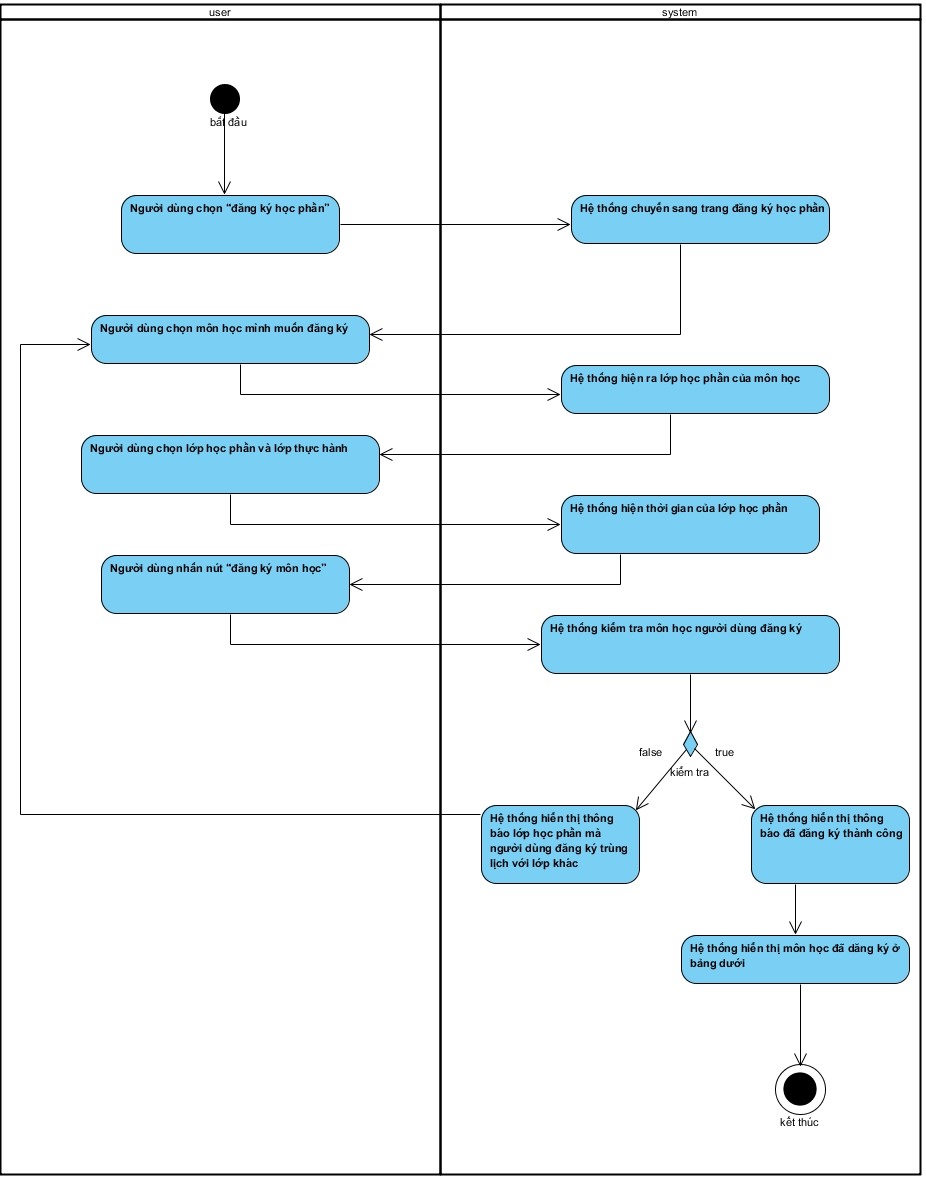 user
system
bắt đầu
Người dùng chọn “đăng ký học phần”
Hệ thống chuyển sang trang đăng ký học phần
Người dùng chọn môn học mình muốn đăng ký
Hệ thống hiện ra lớp học phần của môn học
Người dùng chọn lớp học phần và lớp thực hành
Hệ thống hiện thời gian của lớp học phần
Người dùng nhấn nút “đăng ký môn học”
Hệ thống kiểm tra môn học người dùng đăng ký
false
true
kiểm tra
Hệ thống hiển thị thông
báo lớp học phần mà
người dùng đăng ký trùng
lịch với lớp khác
Hệ thống hiển thị thông
báo đã đăng ký thành công
Hệ thống hiển thị môn học đã đăng ký ở
bảng dưới
kết thúc